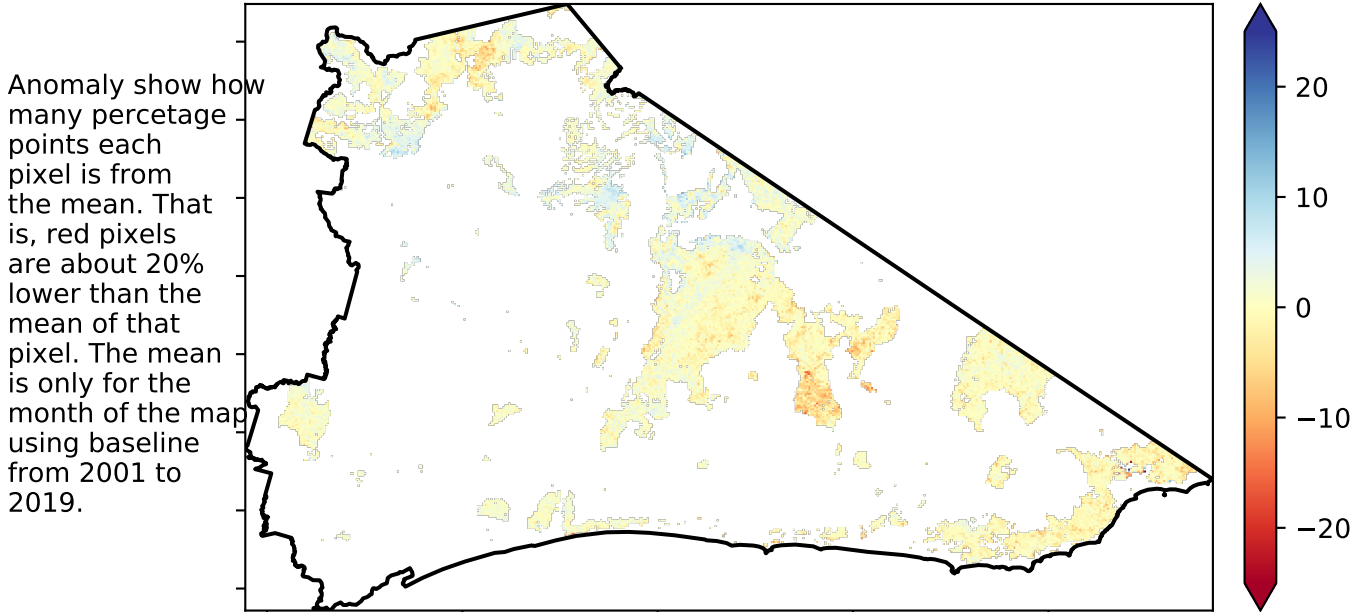 Anomaly show how
many percetage
points each
pixel is from
the mean. That
is, red pixels
are about 20%
lower than the
mean of that
pixel. The mean
is only for the
month of the map
using baseline
from 2001 to
2019.
20
10
0
−10
−20